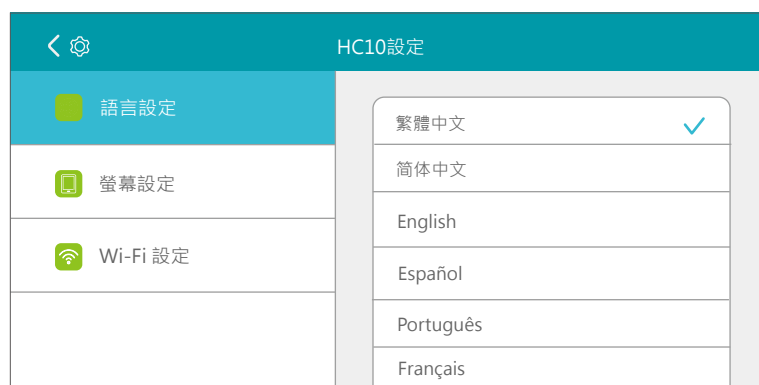 HC10設定
語言設定
螢幕設定
Wi-Fi 設定
繁體中文
简体中文
English
Español
Português
Français